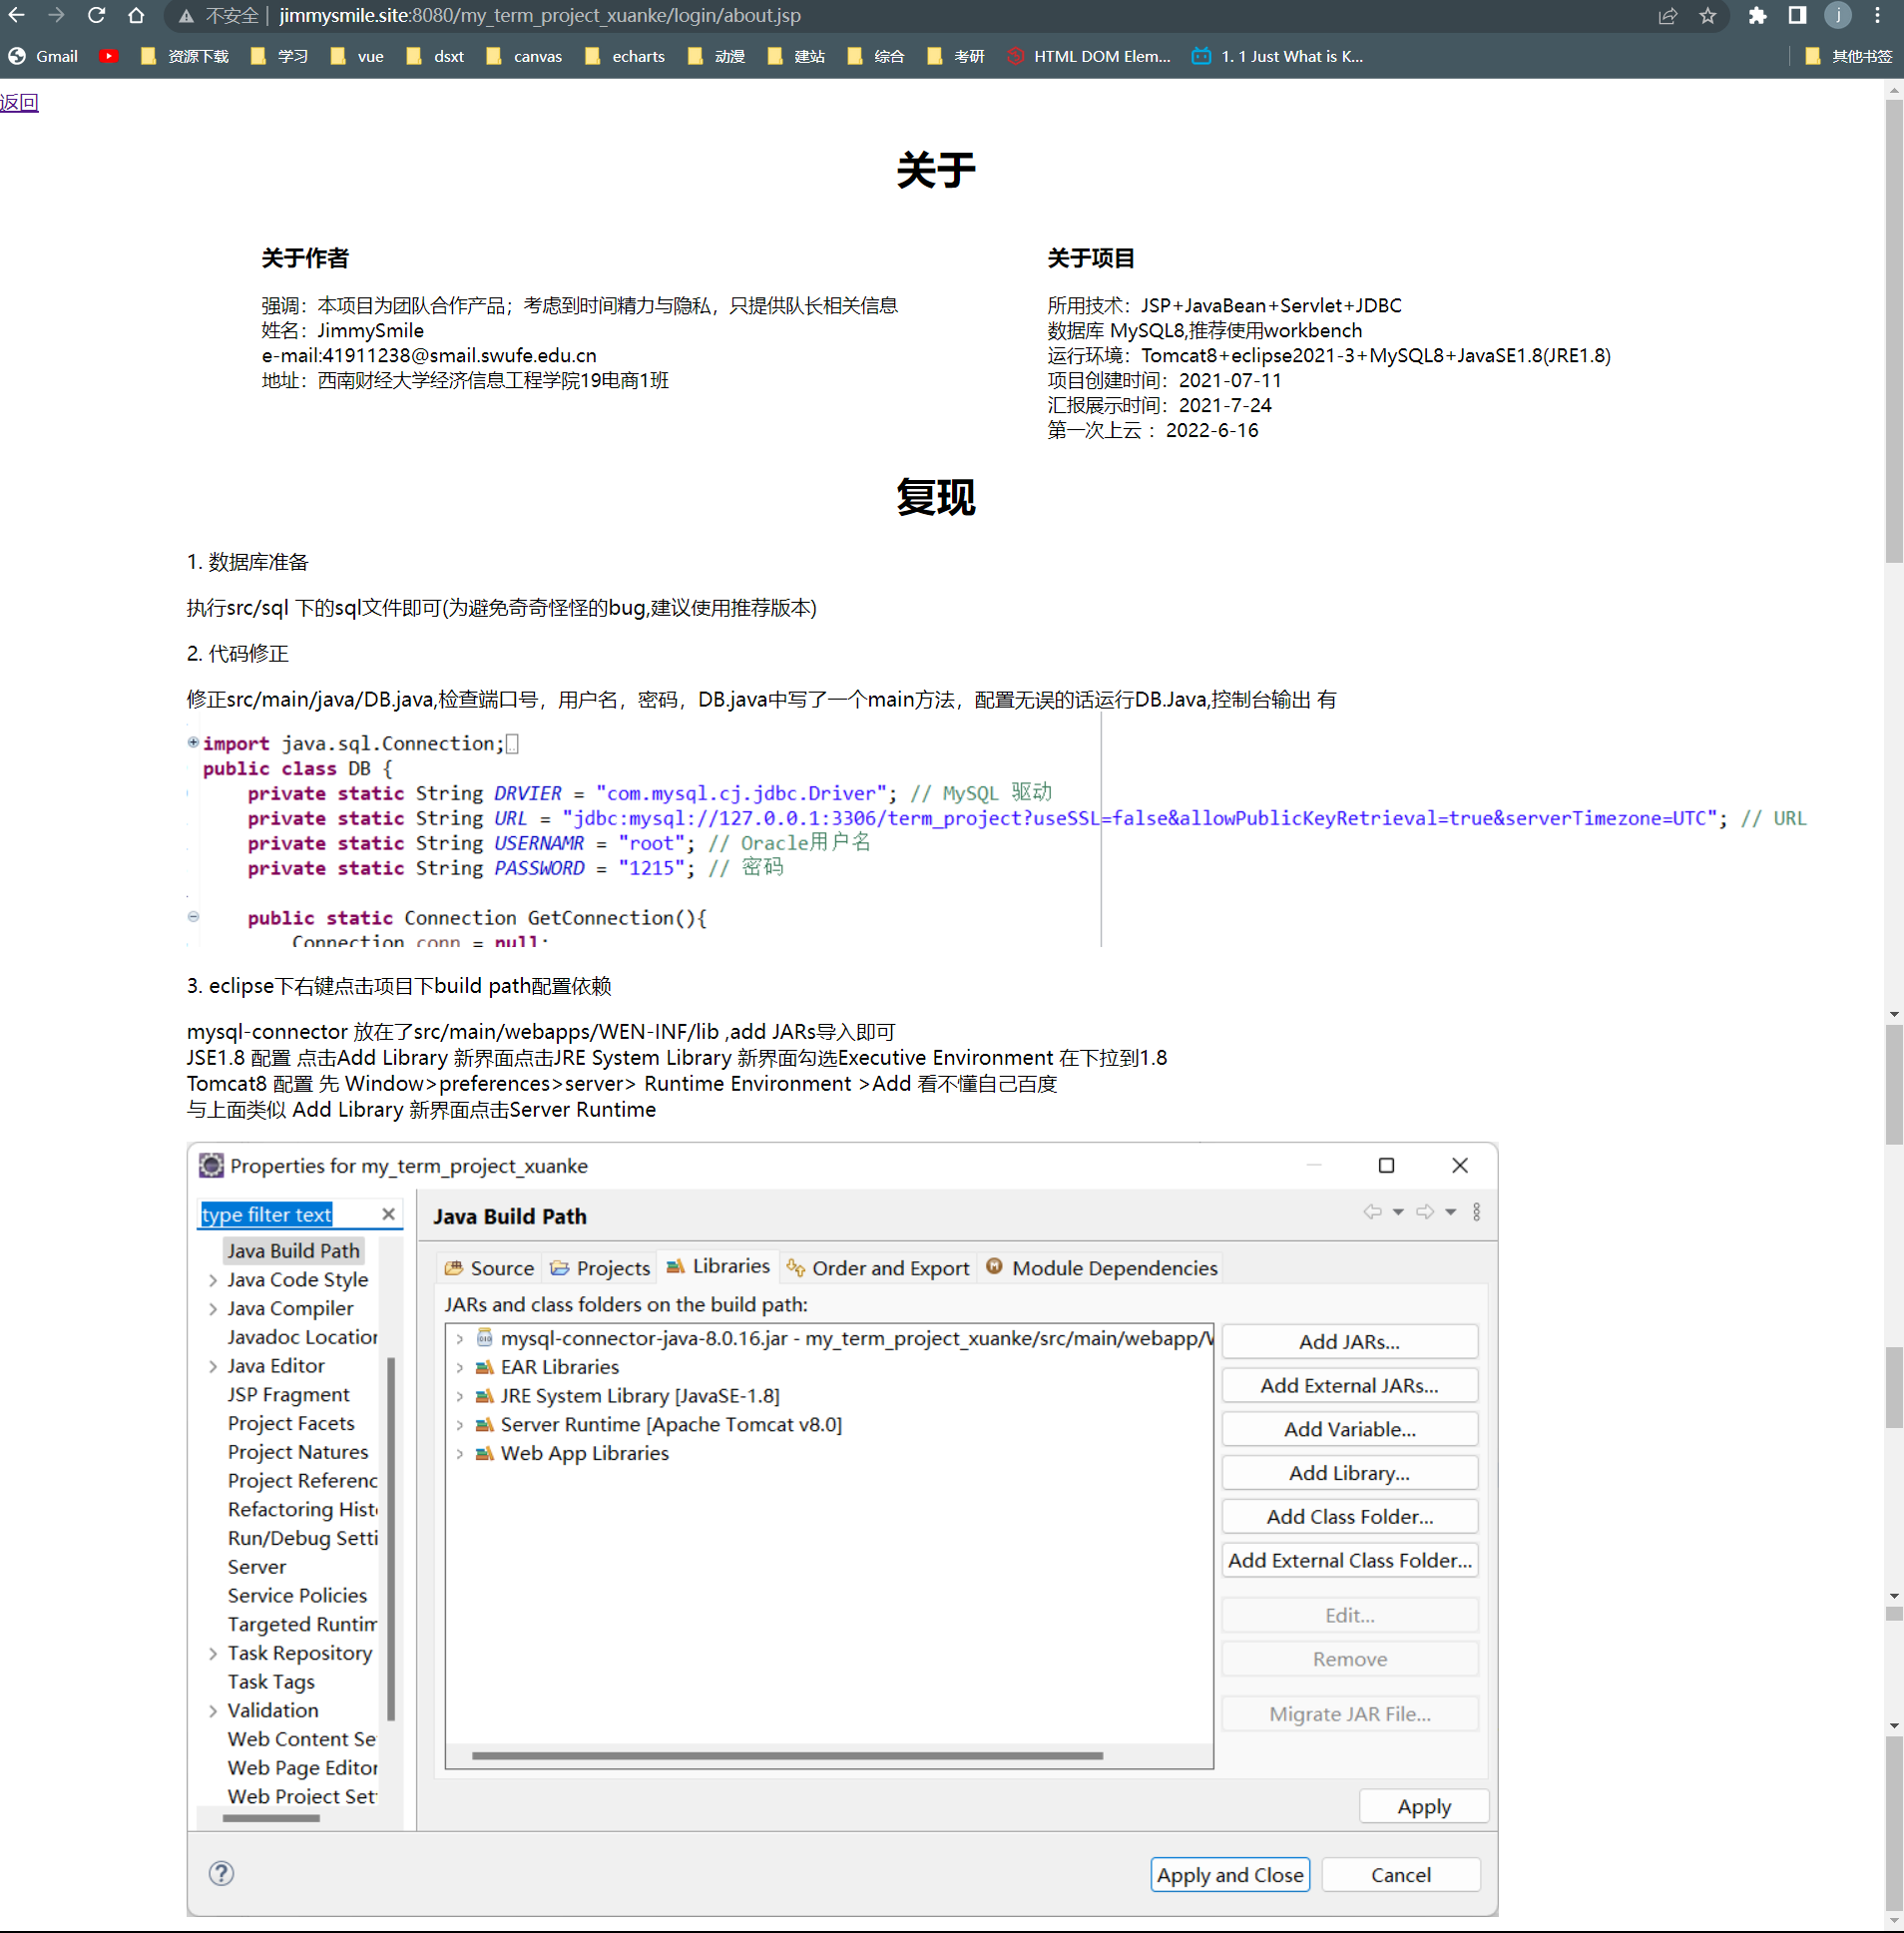 不安全 | jimmysmile.site:8080/my_term_project_xuanke/login/about.jsp
j
Gmail 资源下载 学习 vue dsxt canvas echarts 动漫 建站 综合 考研 HTML DOM Elem... 1. 1 Just What is K... 其他书签
返回
关于
关于作者
强调：本项目为团队合作产品；考虑到时间精力与隐私，只提供队长相关信息
姓名：JimmySmile
e-mail:41911238@smail.swufe.edu.cn
地址：西南财经大学经济信息工程学院19电商1班
关于项目
所用技术：JSP+JavaBean+Servlet+JDBC
数据库 MySQL8,推荐使用workbench
运行环境：Tomcat8+eclipse2021-3+MySQL8+JavaSE1.8(JRE1.8)
项目创建时间：2021-07-11
汇报展示时间：2021-7-24
第一次上云 ：2022-6-16
复现
1. 数据库准备
执行src/sql 下的sql文件即可(为避免奇奇怪怪的bug,建议使用推荐版本)
2. 代码修正
修正src/main/java/DB.java,检查端口号，用户名，密码，DB.java中写了一个main方法，配置无误的话运行DB.Java,控制台输出 有
import java.sql.Connection;
public class DB {
private static String DRVIER = "com.mysql.cj.jdbc.Driver"; // MySQL 驱动
private static String URL = "jdbc:mysql://127.0.0.1:3306/term_project?useSSL=false&allowPublicKeyRetrieval=true&serverTimezone=UTC"; // URL
private static String USERNAMR = "root"; // Oracle用户名
private static String PASSWORD = "1215"; // 密码
public static Connection GetConnection(){
Connection conn = null;
3. eclipse下右键点击项目下build path配置依赖
mysql-connector 放在了src/main/webapps/WEN-INF/lib ,add JARs导入即可
JSE1.8 配置 点击Add Library 新界面点击JRE System Library 新界面勾选Executive Environment 在下拉到1.8
Tomcat8 配置 先 Window>preferences>server> Runtime Environment >Add 看不懂自己百度
与上面类似 Add Library 新界面点击Server Runtime
Properties for my_term_project_xuanke
type filter text
Java Build Path
Java Code Style
Java Compiler
Javadoc Location
Java Editor
JSP Fragment
Project Facets
Project Natures
Project Referenc
Refactoring Hist
Run/Debug Setti
Server
Service Policies
Targeted Runtim
Task Repository
Task Tags
Validation
Web Content Se
Web Page Editor
Web Project Set
Java Build Path
Source Projects Libraries Order and Export Module Dependencies
JARs and class folders on the build path:
mysql-connector-java-8.0.16.jar - my_term_project_xuanke/src/main/webapp/W
EAR Libraries
JRE System Library [JavaSE-1.8]
Server Runtime [Apache Tomcat v8.0]
Web App Libraries
Add JARs...
Add External JARs...
Add Variable...
Add Library...
Add Class Folder...
Add External Class Folder...
Edit...
Remove
Migrate JAR File...
Apply
Apply and Close Cancel